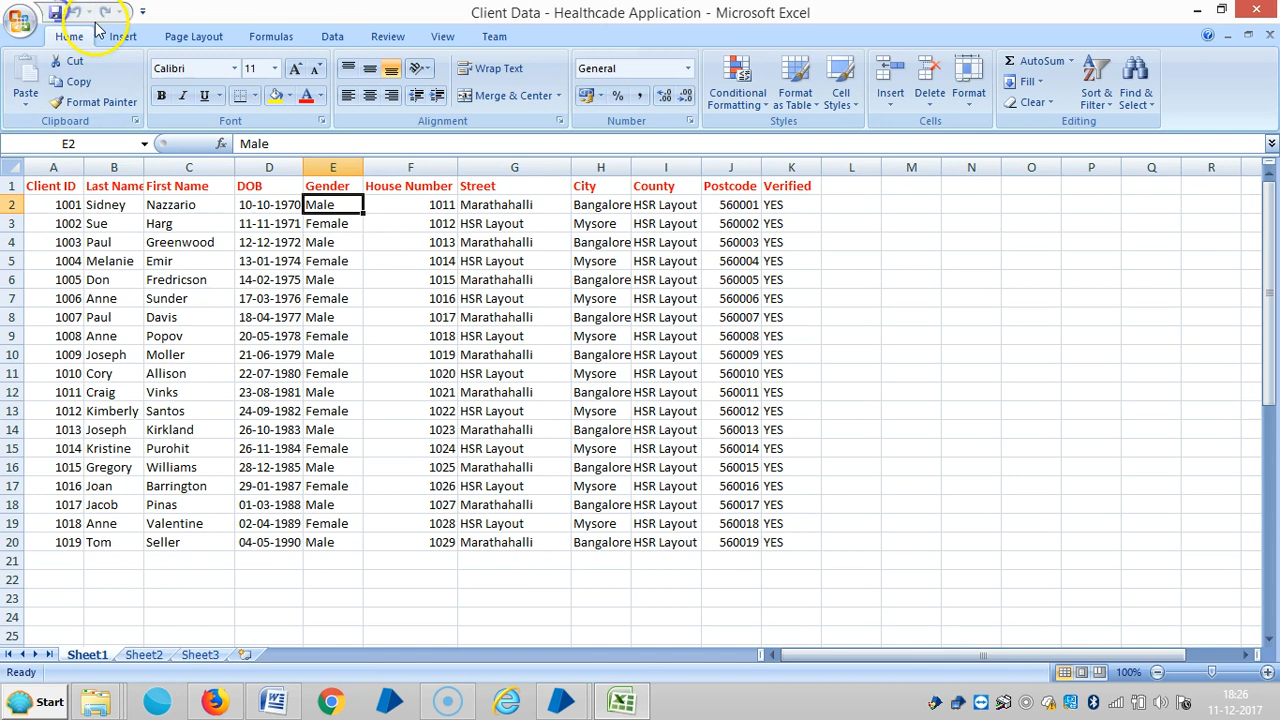 Client Data - Healthcade Application - Microsoft Excel
Home Insert Page Layout Formulas Data Review View Team
Paste Cut Copy Format Painter Clipboard
Calibri 11 B I U A A A Font
Wrap Text Merge & Center Alignment
General % , Number
Conditional Formatting Format as Table Cell Styles Styles
Insert Delete Format Cells
Σ AutoSum Fill Clear Sort & Filter Find & Select Editing
E2 fx Male
A B C D E F G H I J K L M N O P Q R
1 Client ID Last Name First Name DOB Gender House Number Street City County Postcode Verified
2 1001 Sidney Nazzario 10-10-1970 Male 1011 Marathahalli Bangalore HSR Layout 560001 YES
3 1002 Sue Harg 11-11-1971 Female 1012 HSR Layout Mysore HSR Layout 560002 YES
4 1003 Paul Greenwood 12-12-1972 Male 1013 Marathahalli Bangalore HSR Layout 560003 YES
5 1004 Melanie Emir 13-01-1974 Female 1014 HSR Layout Mysore HSR Layout 560004 YES
6 1005 Don Fredricson 14-02-1975 Male 1015 Marathahalli Bangalore HSR Layout 560005 YES
7 1006 Anne Sunder 17-03-1976 Female 1016 HSR Layout Mysore HSR Layout 560006 YES
8 1007 Paul Davis 18-04-1977 Male 1017 Marathahalli Bangalore HSR Layout 560007 YES
9 1008 Anne Popov 20-05-1978 Female 1018 HSR Layout Mysore HSR Layout 560008 YES
10 1009 Joseph Moller 21-06-1979 Male 1019 Marathahalli Bangalore HSR Layout 560009 YES
11 1010 Cory Allison 22-07-1980 Female 1020 HSR Layout Mysore HSR Layout 560010 YES
12 1011 Craig Vinks 23-08-1981 Male 1021 Marathahalli Bangalore HSR Layout 560011 YES
13 1012 Kimberly Santos 24-09-1982 Female 1022 HSR Layout Mysore HSR Layout 560012 YES
14 1013 Joseph Kirkland 26-10-1983 Male 1023 Marathahalli Bangalore HSR Layout 560013 YES
15 1014 Kristine Purohit 26-11-1984 Female 1024 HSR Layout Mysore HSR Layout 560014 YES
16 1015 Gregory Williams 28-12-1985 Male 1025 Marathahalli Bangalore HSR Layout 560015 YES
17 1016 Joan Barrington 29-01-1987 Female 1026 HSR Layout Mysore HSR Layout 560016 YES
18 1017 Jacob Pinas 01-03-1988 Male 1027 Marathahalli Bangalore HSR Layout 560017 YES
19 1018 Anne Valentine 02-04-1989 Female 1028 HSR Layout Mysore HSR Layout 560018 YES
20 1019 Tom Seller 04-05-1990 Male 1029 Marathahalli Bangalore HSR Layout 560019 YES
21
22
23
24
25
Sheet1 Sheet2 Sheet3
Ready 100%
Start 18:26
11-12-2017